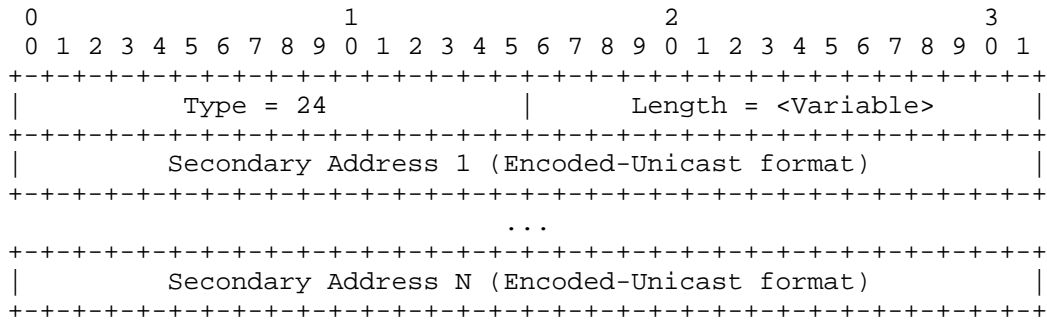 0                   1                   2                   3
 0 1 2 3 4 5 6 7 8 9 0 1 2 3 4 5 6 7 8 9 0 1 2 3 4 5 6 7 8 9 0 1
+-+-+-+-+-+-+-+-+-+-+-+-+-+-+-+-+-+-+-+-+-+-+-+-+-+-+-+-+-+-+-+-+
|          Type = 24            |      Length = <Variable>      |
+-+-+-+-+-+-+-+-+-+-+-+-+-+-+-+-+-+-+-+-+-+-+-+-+-+-+-+-+-+-+-+-+
|         Secondary Address 1 (Encoded-Unicast format)          |
+-+-+-+-+-+-+-+-+-+-+-+-+-+-+-+-+-+-+-+-+-+-+-+-+-+-+-+-+-+-+-+-+
                               ...
+-+-+-+-+-+-+-+-+-+-+-+-+-+-+-+-+-+-+-+-+-+-+-+-+-+-+-+-+-+-+-+-+
|         Secondary Address N (Encoded-Unicast format)          |
+-+-+-+-+-+-+-+-+-+-+-+-+-+-+-+-+-+-+-+-+-+-+-+-+-+-+-+-+-+-+-+-+